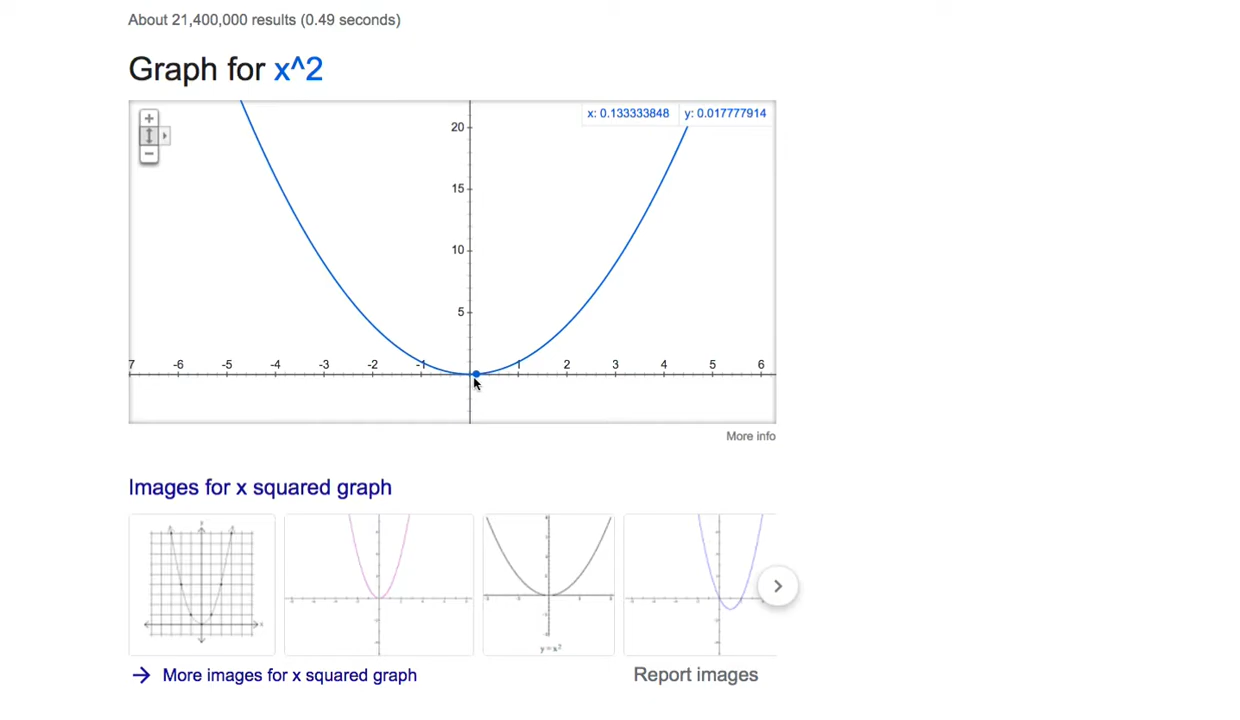 About 21,400,000 results (0.49 seconds)
Graph for x^2
x: 0.133333848 y: 0.017777914
+
−
20
15
10
5
7 -6 -5 -4 -3 -2 -1 1 2 3 4 5 6
More info
Images for x squared graph
y = x²
More images for x squared graph
Report images